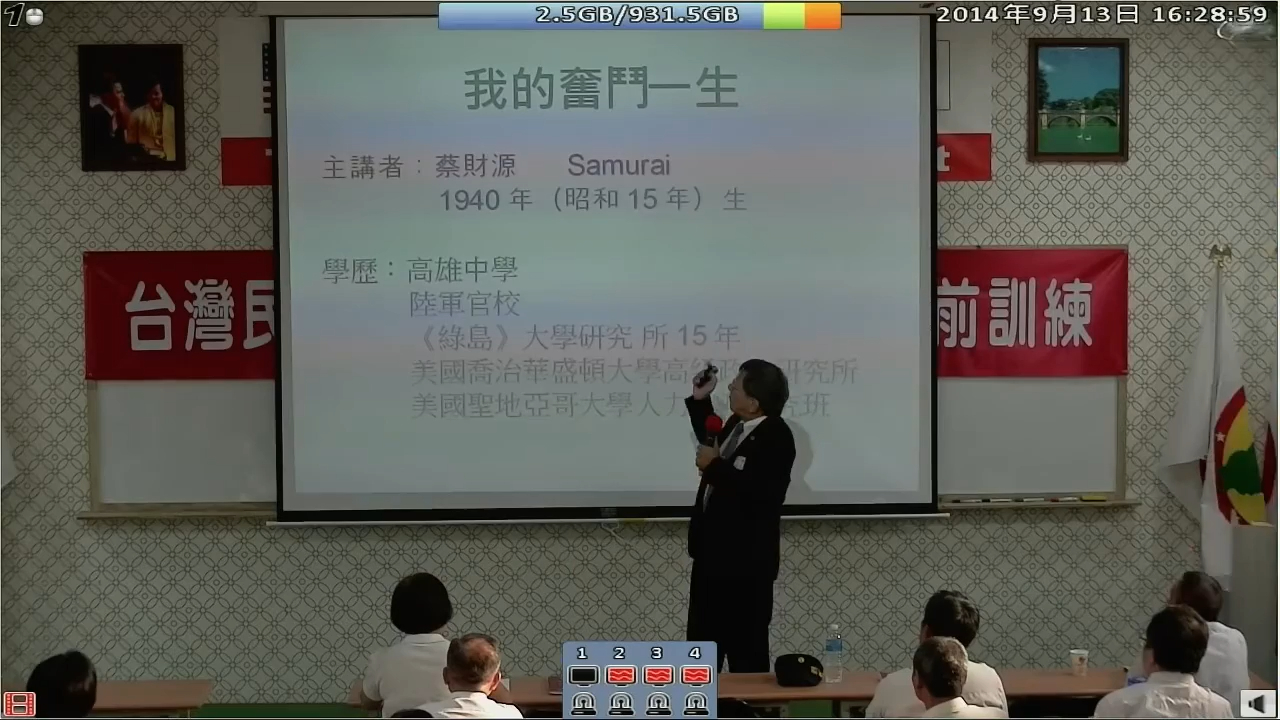 1
2.5GB/931.5GB
2014年9月13日 16:28:59
我的奮鬥一生
主講者：蔡財源 Samurai
1940 年（昭和 15 年）生
t
學歷：高雄中學
陸軍官校
《綠島》大學研究 所 15 年
美國喬治華盛頓大學高 研究所
美國聖地亞哥大學人力 班
台灣民
前訓練
1 2 3 4